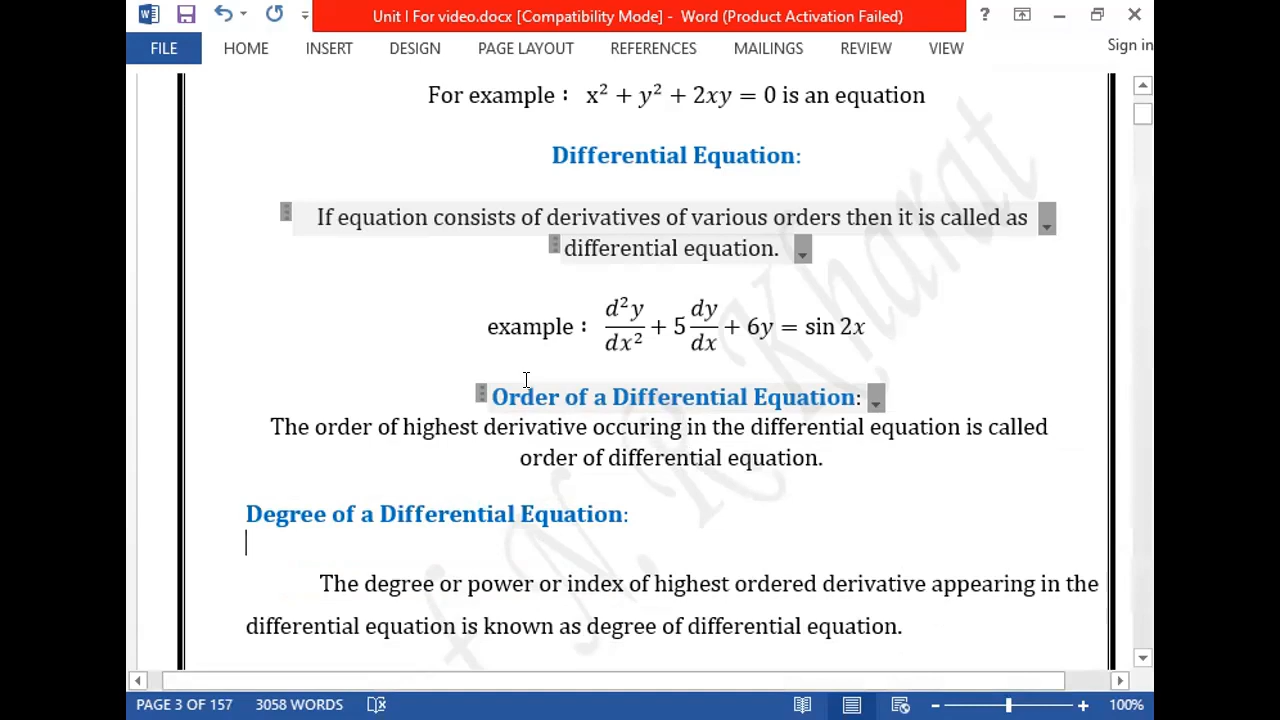 Unit I For video.docx [Compatibility Mode] - Word (Product Activation Failed)
?
FILE HOME INSERT DESIGN PAGE LAYOUT REFERENCES MAILINGS REVIEW VIEW Sign in
For example : x² + y² + 2xy = 0 is an equation
Differential Equation:
If equation consists of derivatives of various orders then it is called as
differential equation.
example : d²y/dx² + 5 dy/dx + 6y = sin 2x
Order of a Differential Equation:
The order of highest derivative occuring in the differential equation is called
order of differential equation.
Degree of a Differential Equation:
The degree or power or index of highest ordered derivative appearing in the
differential equation is known as degree of differential equation.
N. R Kharat
PAGE 3 OF 157 3058 WORDS 100%